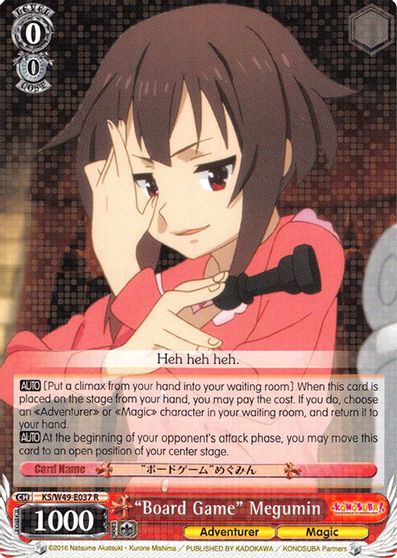 LEVEL
0
0
COST
Heh heh heh.
AUTO [Put a climax from your hand into your waiting room] When this card is
placed on the stage from your hand, you may pay the cost. If you do, choose
an «Adventurer» or «Magic» character in your waiting room, and return it
to your hand.
AUTO At the beginning of your opponent's attack phase, you may move this
card to an open position of your center stage.
Card Name
"ボードゲーム"めぐみん
CH KS/W49-E037 R
POWER
1000
SOUL
"Board Game" Megumin
KONOSUBA!
Adventurer
Magic
©2016 Natsume Akatsuki・Kurone Mishima / PUBLISHED BY KADOKAWA / KONOSUBA Partners